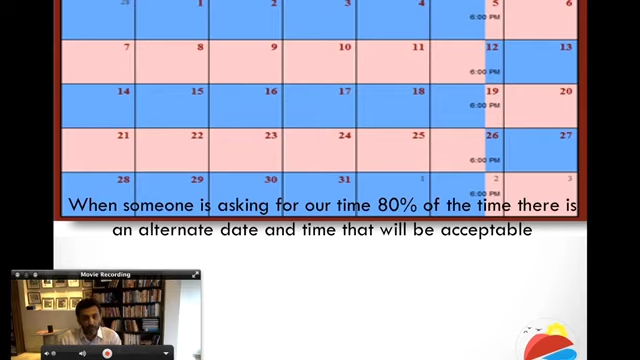 28 1 2 3 4 5 6
6:00 PM
7 8 9 10 11 12 13
6:00 PM
14 15 16 17 18 19 20
6:00 PM
21 22 23 24 25 26 27
6:00 PM
28 29 30 31 1 2 3
6:00 PM
When someone is asking for our time 80% of the time there is
an alternate date and time that will be acceptable
Movie Recording